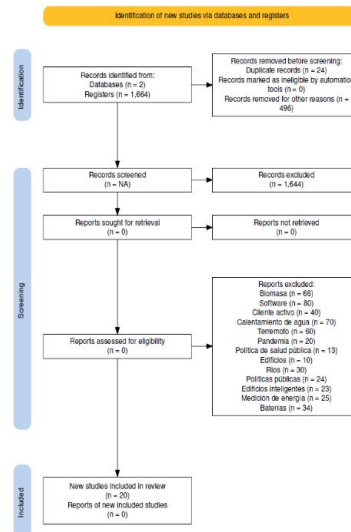 Identification of new studies via databases and registers
Identification
Records identified from:
Databases (n = 2)
Registers (n = 1,664)
Records removed before screening:
Duplicate records (n = 24)
Records marked as ineligible by automation
tools (n = 0)
Records removed for other reasons (n =
496)
Screening
Records screened
(n = NA)
Records excluded
(n = 1,644)
Reports sought for retrieval
(n = 0)
Reports not retrieved
(n = 0)
Reports assessed for eligibility
(n = 0)
Reports excluded:
Biomasa (n = 66)
Software (n = 80)
Cliente activo (n = 40)
Calentamiento de agua (n = 70)
Terremoto (n = 60)
Pandemia (n = 20)
Política de salud pública (n = 13)
Edificios (n = 10)
Ríos (n = 30)
Políticas públicas (n = 24)
Edificios inteligentes (n = 23)
Medición de energía (n = 25)
Baterías (n = 34)
Included
New studies included in review
(n = 20)
Reports of new included studies
(n = 0)